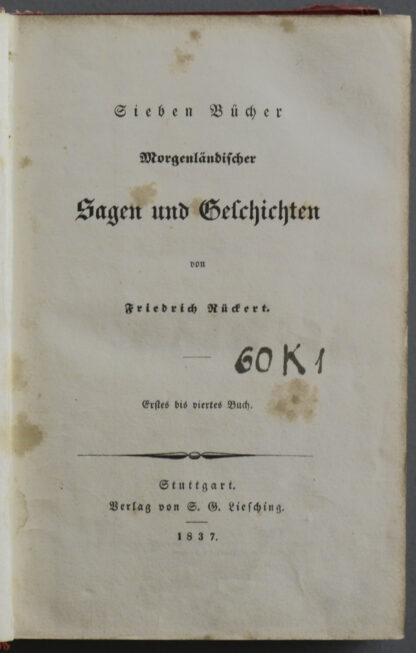 Sieben Bücher
Morgenländischer
Sagen und Geschichten
von
Friedrich Rückert.
60 K 1
Erstes bis viertes Buch.
Stuttgart.
Verlag von S. G. Liesching.
1837.